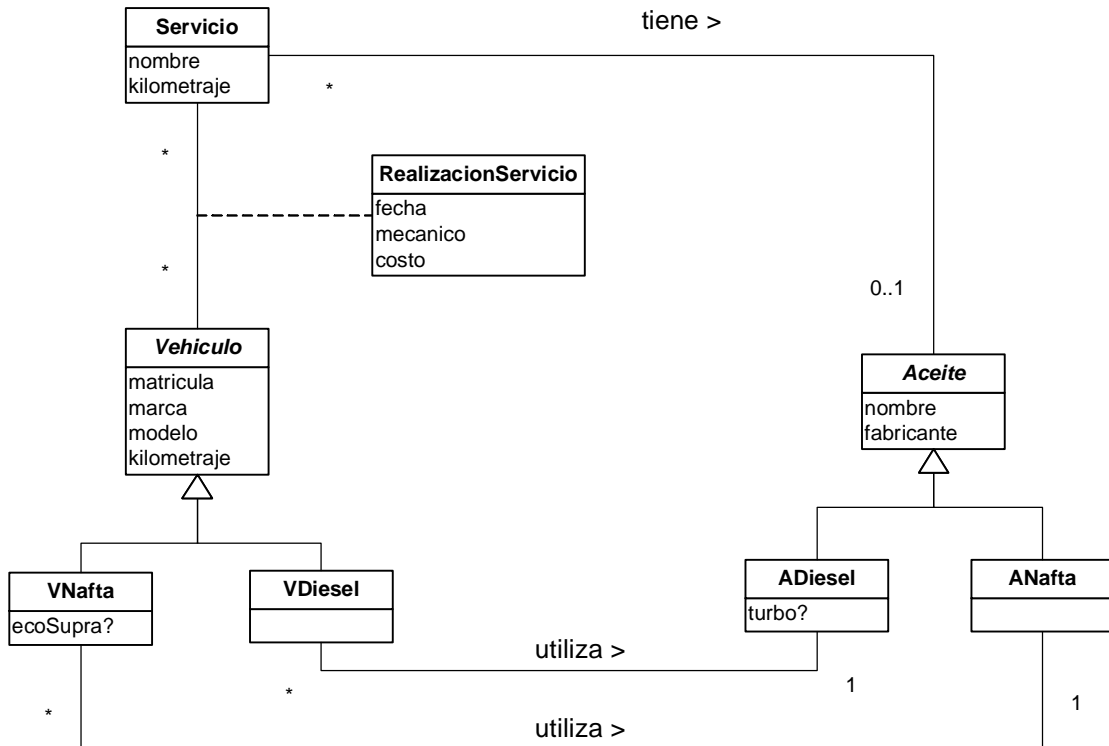 Servicio
nombre
kilometraje
tiene >
*
*
RealizacionServicio
fecha
mecanico
costo
*
0..1
Vehiculo
matricula
marca
modelo
kilometraje
Aceite
nombre
fabricante
VNafta
ecoSupra?
VDiesel
ADiesel
turbo?
ANafta
utiliza >
*
1
*
1
utiliza >